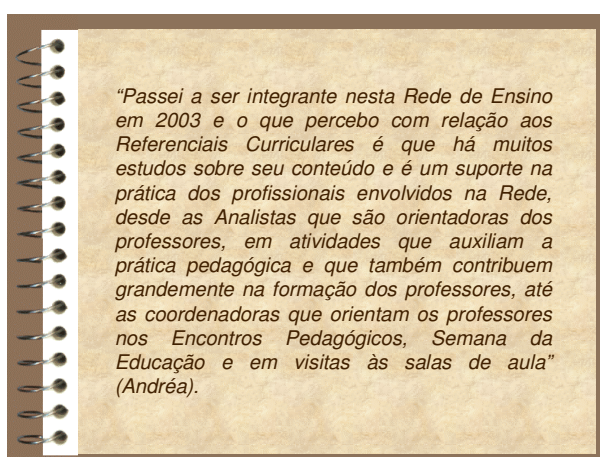 “Passei a ser integrante nesta Rede de Ensino
em 2003 e o que percebo com relação aos
Referenciais Curriculares é que há muitos
estudos sobre seu conteúdo e é um suporte na
prática dos profissionais envolvidos na Rede,
desde as Analistas que são orientadoras dos
professores, em atividades que auxiliam a
prática pedagógica e que também contribuem
grandemente na formação dos professores, até
as coordenadoras que orientam os professores
nos Encontros Pedagógicos, Semana da
Educação e em visitas às salas de aula”
(Andréa).